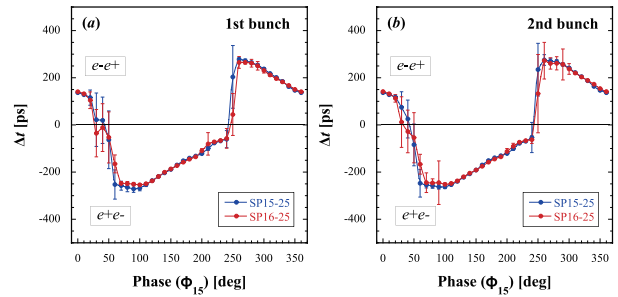 (a) 1st bunch
400
200
0
-200
-400
Δt [ps]
e-e+
e+e-
SP15-25
SP16-25
0 50 100 150 200 250 300 350
Phase (Φ15) [deg]
(b) 2nd bunch
400
200
0
-200
-400
Δt [ps]
e-e+
e+e-
SP15-25
SP16-25
0 50 100 150 200 250 300 350
Phase (Φ15) [deg]